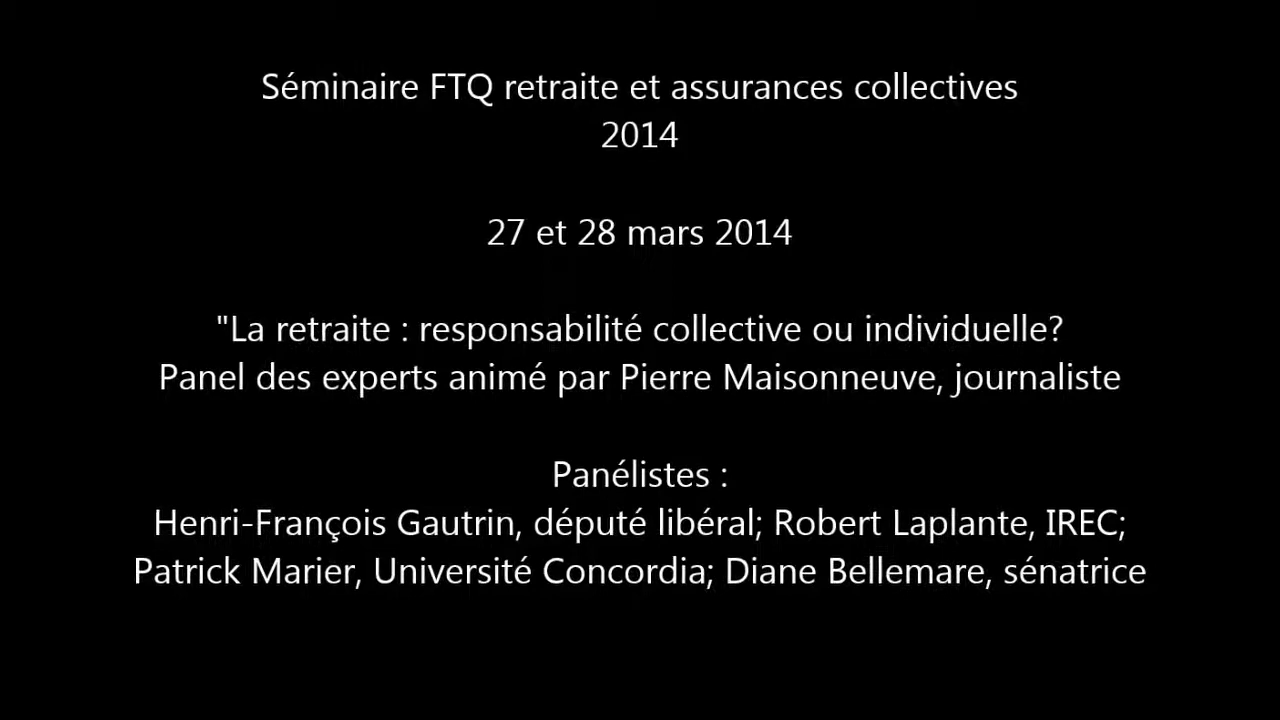 Séminaire FTQ retraite et assurances collectives
2014
27 et 28 mars 2014
"La retraite : responsabilité collective ou individuelle?
Panel des experts animé par Pierre Maisonneuve, journaliste
Panélistes :
Henri-François Gautrin, député libéral; Robert Laplante, IREC;
Patrick Marier, Université Concordia; Diane Bellemare, sénatrice